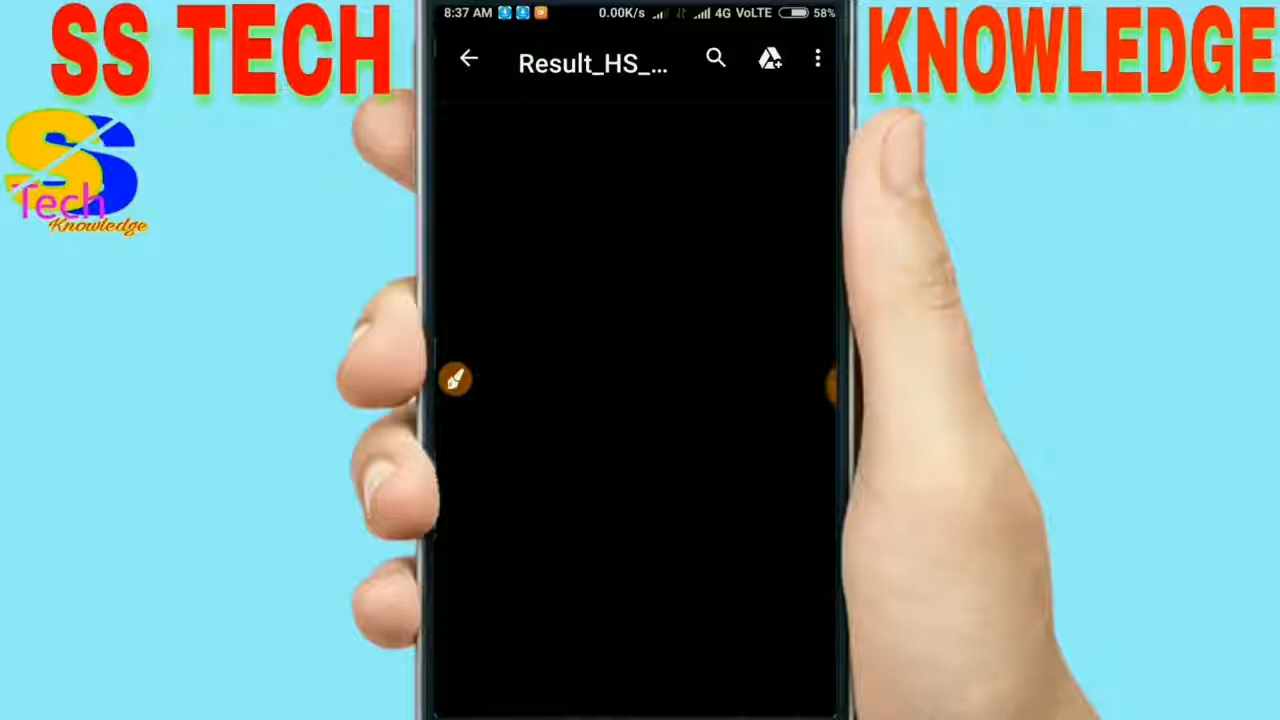 SS TECH KNOWLEDGE
SS
Tech
Knowledge
8:37 AM 0.00K/s 4G VoLTE 58%
Result_HS_...